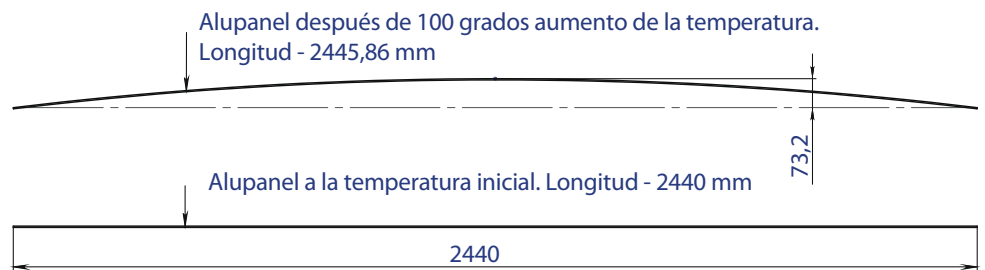 Alupanel después de 100 grados aumento de la temperatura.
Longitud - 2445,86 mm
73,2
Alupanel a la temperatura inicial. Longitud - 2440 mm
2440